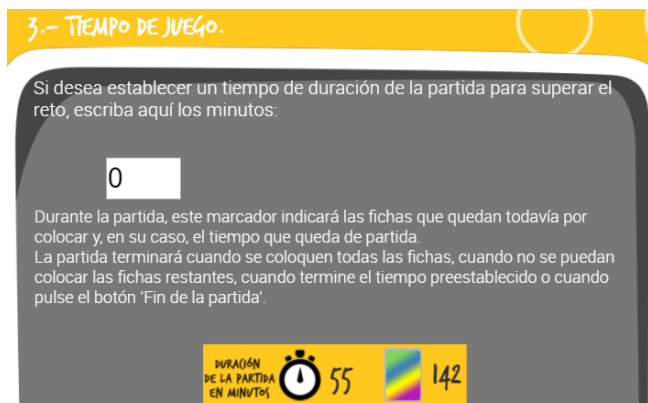 3.- TIEMPO DE JUEGO.
Si desea establecer un tiempo de duración de la partida para superar el
reto, escriba aquí los minutos:
0
Durante la partida, este marcador indicará las fichas que quedan todavía por
colocar y, en su caso, el tiempo que queda de partida.
La partida terminará cuando se coloquen todas las fichas, cuando no se puedan
colocar las fichas restantes, cuando termine el tiempo preestablecido o cuando
pulse el botón 'Fin de la partida'.
DURACIÓN
DE LA PARTIDA
EN MINUTOS
55
142